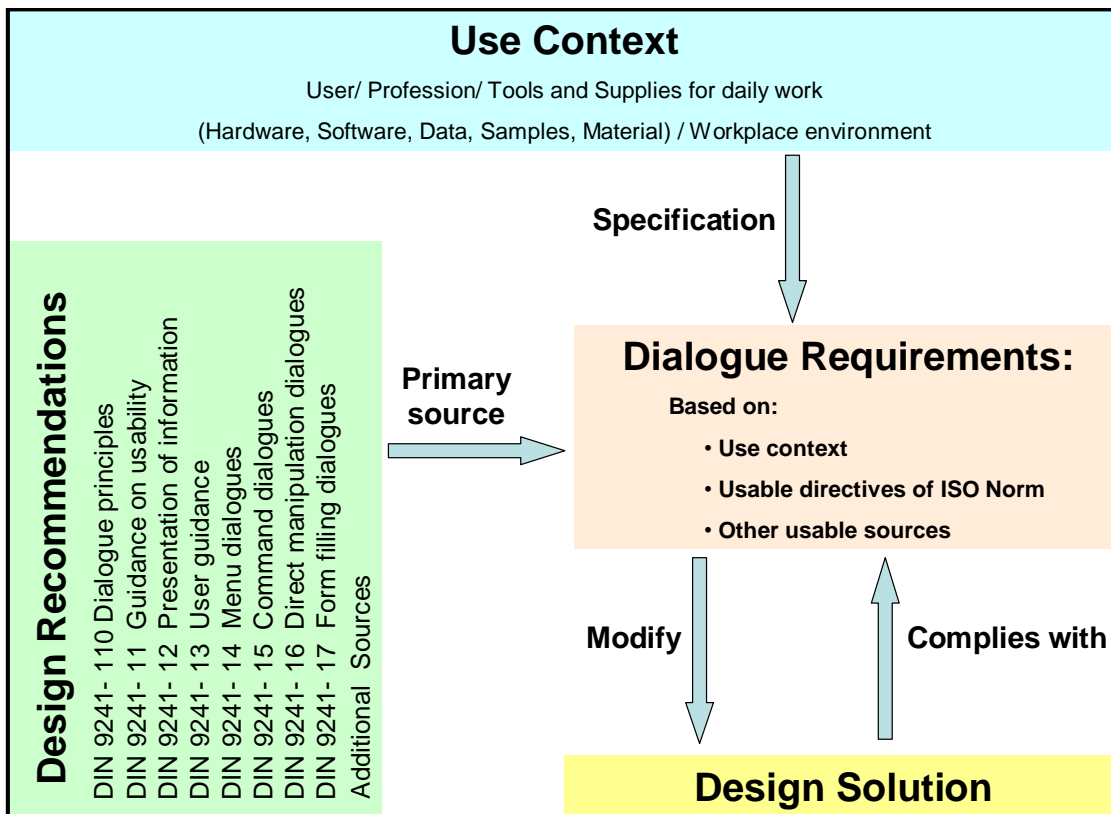 Use Context
User/ Profession/ Tools and Supplies for daily work
(Hardware, Software, Data, Samples, Material) / Workplace environment
Specification
Design Recommendations
DIN 9241- 110 Dialogue principles
DIN 9241- 11 Guidance on usability
DIN 9241- 12 Presentation of information
DIN 9241- 13 User guidance
DIN 9241- 14 Menu dialogues
DIN 9241- 15 Command dialogues
DIN 9241- 16 Direct manipulation dialogues
DIN 9241- 17 Form filling dialogues
Additional Sources
Primary
source
Dialogue Requirements:
Based on:
• Use context
• Usable directives of ISO Norm
• Other usable sources
Modify
Complies with
Design Solution